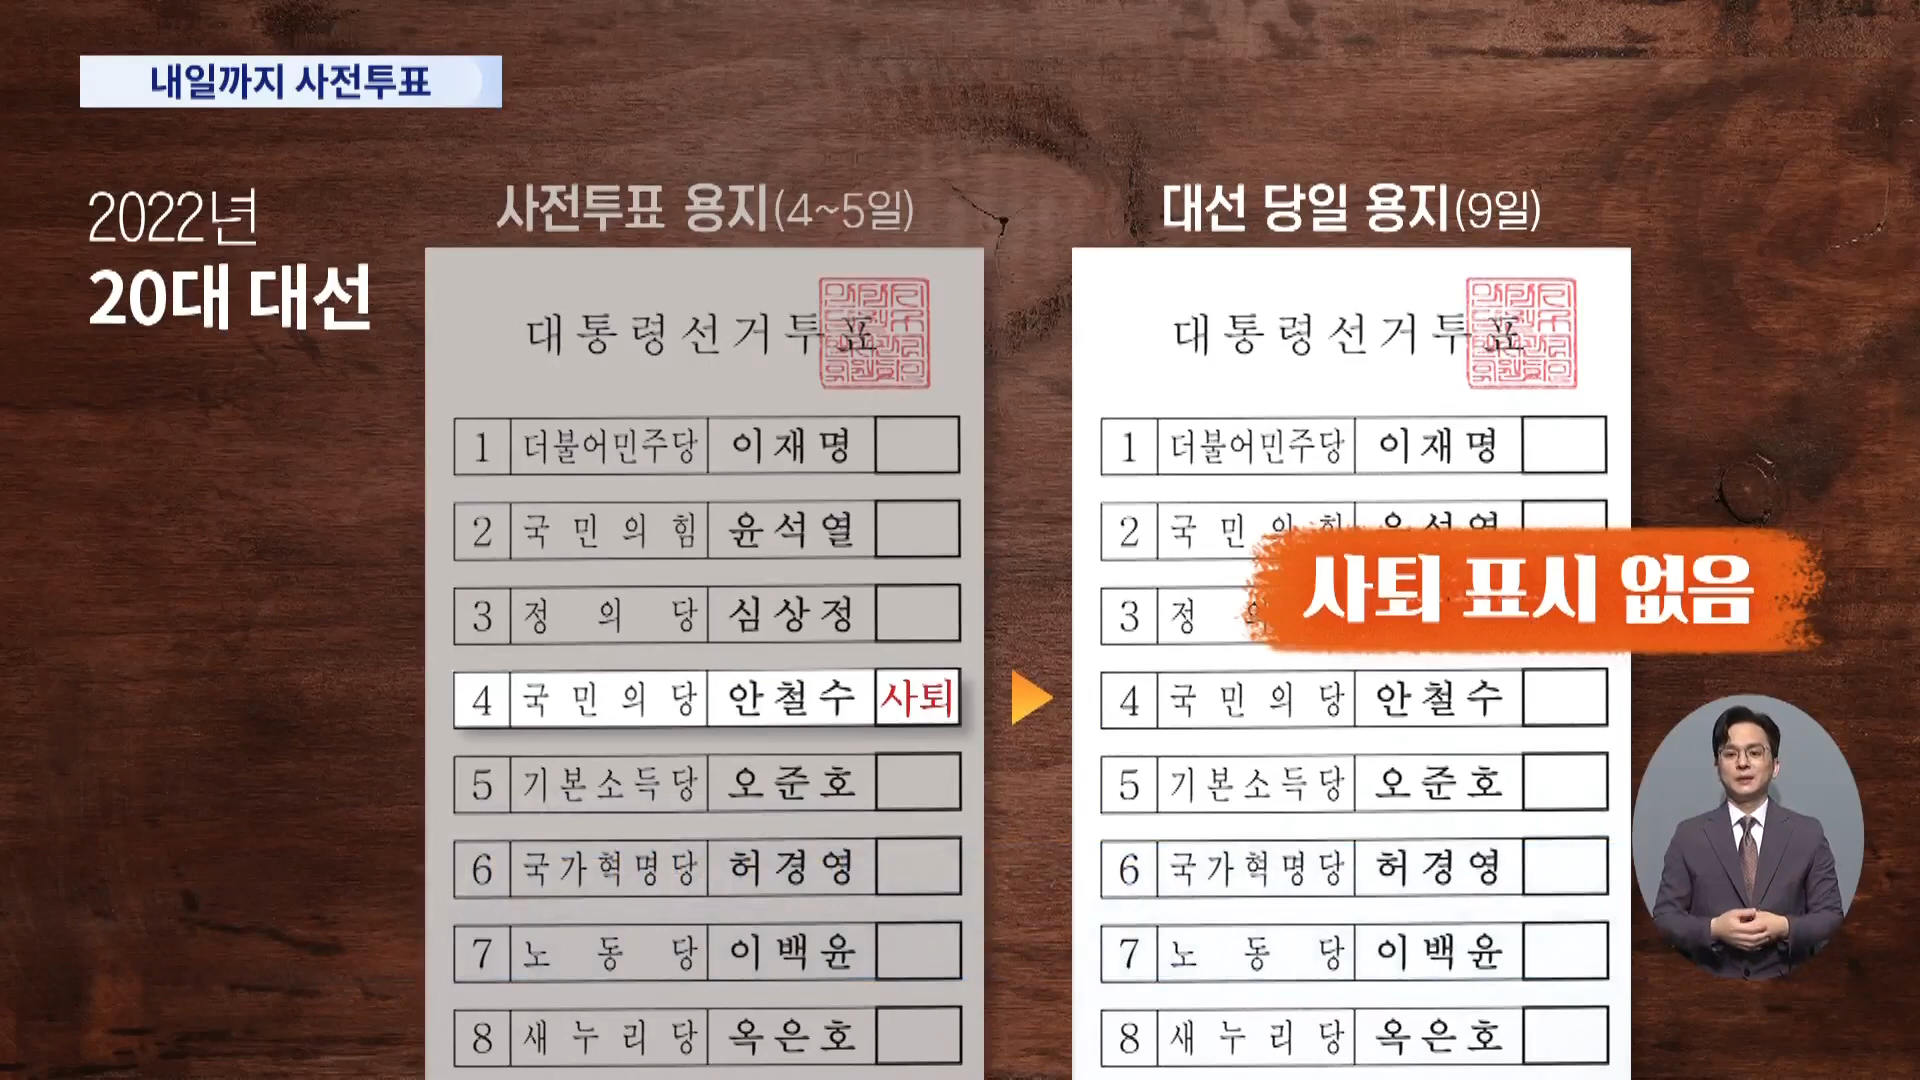 내일까지 사전투표
2022년
20대 대선
사전투표 용지(4~5일)
대통령선거투표
1 더불어민주당 이재명
2 국민의힘 윤석열
3 정의당 심상정
4 국민의당 안철수 사퇴
5 기본소득당 오준호
6 국가혁명당 허경영
7 노동당 이백윤
8 새누리당 옥은호
대선 당일 용지(9일)
대통령선거투표
1 더불어민주당 이재명
2 국민의힘 윤석열
사퇴 표시 없음
3 정
4 국민의당 안철수
5 기본소득당 오준호
6 국가혁명당 허경영
7 노동당 이백윤
8 새누리당 옥은호